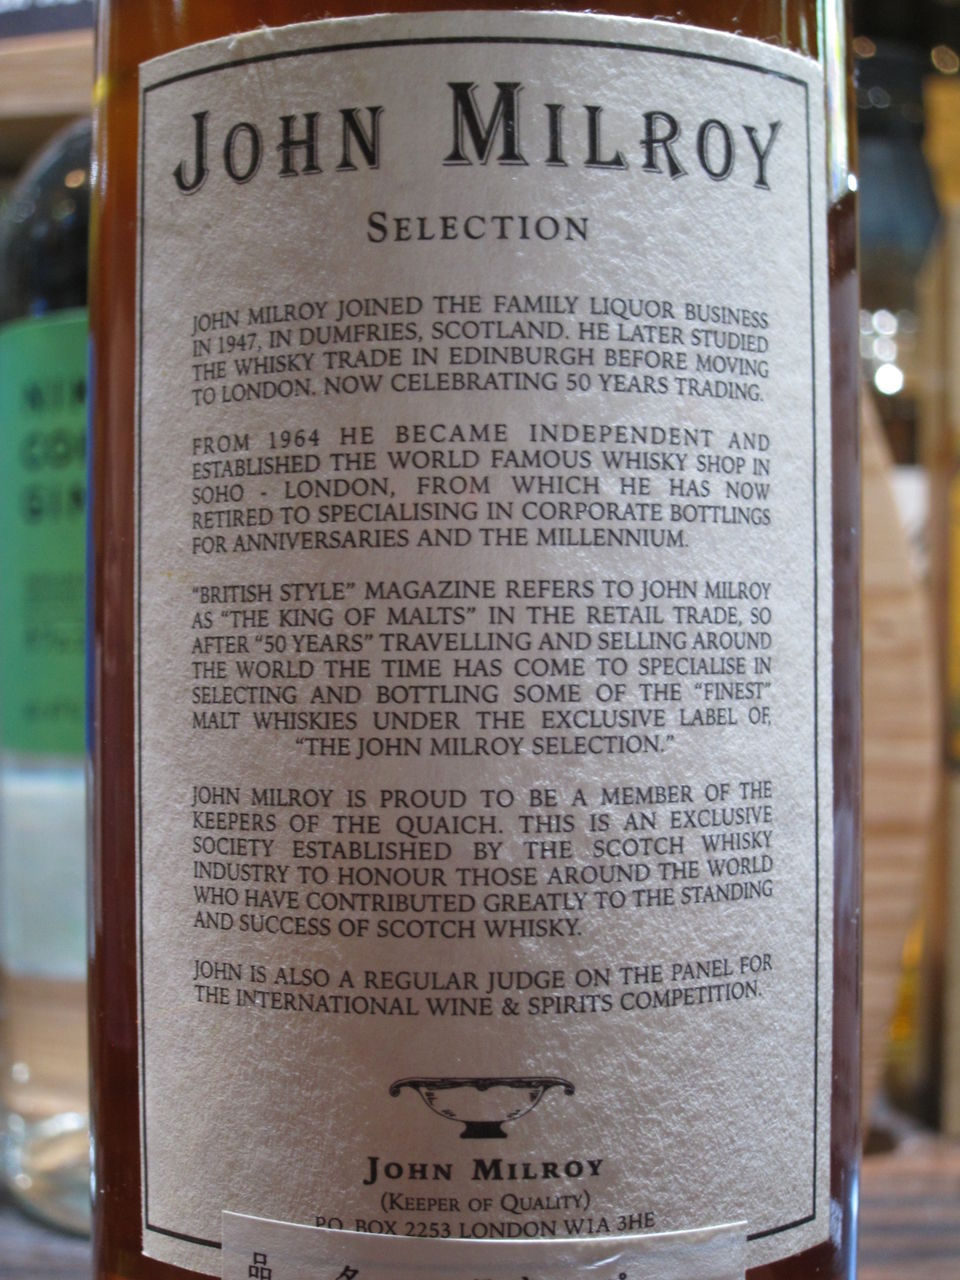 JOHN MILROY
SELECTION
JOHN MILROY JOINED THE FAMILY LIQUOR BUSINESS
IN 1947, IN DUMFRIES, SCOTLAND. HE LATER STUDIED
THE WHISKY TRADE IN EDINBURGH BEFORE MOVING
TO LONDON. NOW CELEBRATING 50 YEARS TRADING.
FROM 1964 HE BECAME INDEPENDENT AND
ESTABLISHED THE WORLD FAMOUS WHISKY SHOP IN
SOHO - LONDON, FROM WHICH HE HAS NOW
RETIRED TO SPECIALISING IN CORPORATE BOTTLINGS
FOR ANNIVERSARIES AND THE MILLENNIUM.
"BRITISH STYLE" MAGAZINE REFERS TO JOHN MILROY
AS "THE KING OF MALTS" IN THE RETAIL TRADE, SO
AFTER "50 YEARS" TRAVELLING AND SELLING AROUND
THE WORLD THE TIME HAS COME TO SPECIALISE IN
SELECTING AND BOTTLING SOME OF THE "FINEST"
MALT WHISKIES UNDER THE EXCLUSIVE LABEL OF,
"THE JOHN MILROY SELECTION."
JOHN MILROY IS PROUD TO BE A MEMBER OF THE
KEEPERS OF THE QUAICH. THIS IS AN EXCLUSIVE
SOCIETY ESTABLISHED BY THE SCOTCH WHISKY
INDUSTRY TO HONOUR THOSE AROUND THE WORLD
WHO HAVE CONTRIBUTED GREATLY TO THE STANDING
AND SUCCESS OF SCOTCH WHISKY.
JOHN IS ALSO A REGULAR JUDGE ON THE PANEL FOR
THE INTERNATIONAL WINE & SPIRITS COMPETITION.
JOHN MILROY
(KEEPER OF QUALITY)
P.O. BOX 2253 LONDON W1A 3HE
品